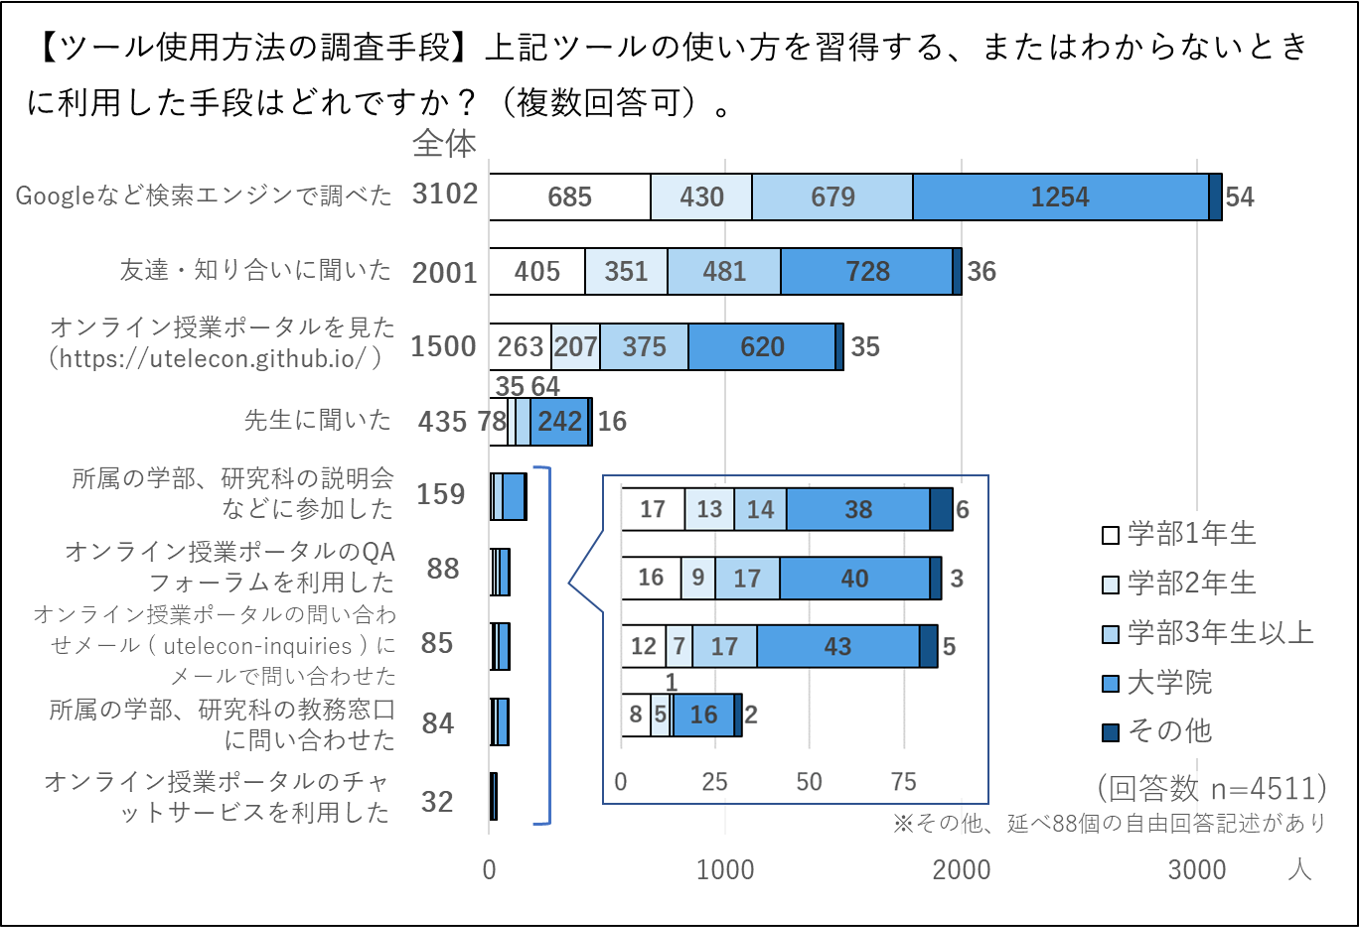 【ツール使用方法の調査手段】上記ツールの使い方を習得する、またはわからないとき
に利用した手段はどれですか？（複数回答可）。
全体
Googleなど検索エンジンで調べた 3102 685 430 679 1254 54
友達・知り合いに聞いた 2001 405 351 481 728 36
オンライン授業ポータルを見た
（https://utelecon.github.io/ ） 1500 263 207 375 620 35
35 64
先生に聞いた 435 78 242 16
所属の学部、研究科の説明会
などに参加した 159
オンライン授業ポータルのQA
フォーラムを利用した 88
オンライン授業ポータルの問い合わ
せメール ( utelecon-inquiries ) に
メールで問い合わせた 85
所属の学部、研究科の教務窓口
に問い合わせた 84
オンライン授業ポータルのチャ
ットサービスを利用した 32
17 13 14 38 6
16 9 17 40 3
12 7 17 43 5
1
8 5 16 2
0 25 50 75
学部1年生
学部2年生
学部3年生以上
大学院
その他
（回答数 n=4511）
※その他、延べ88個の自由回答記述があり
0 1000 2000 3000 人